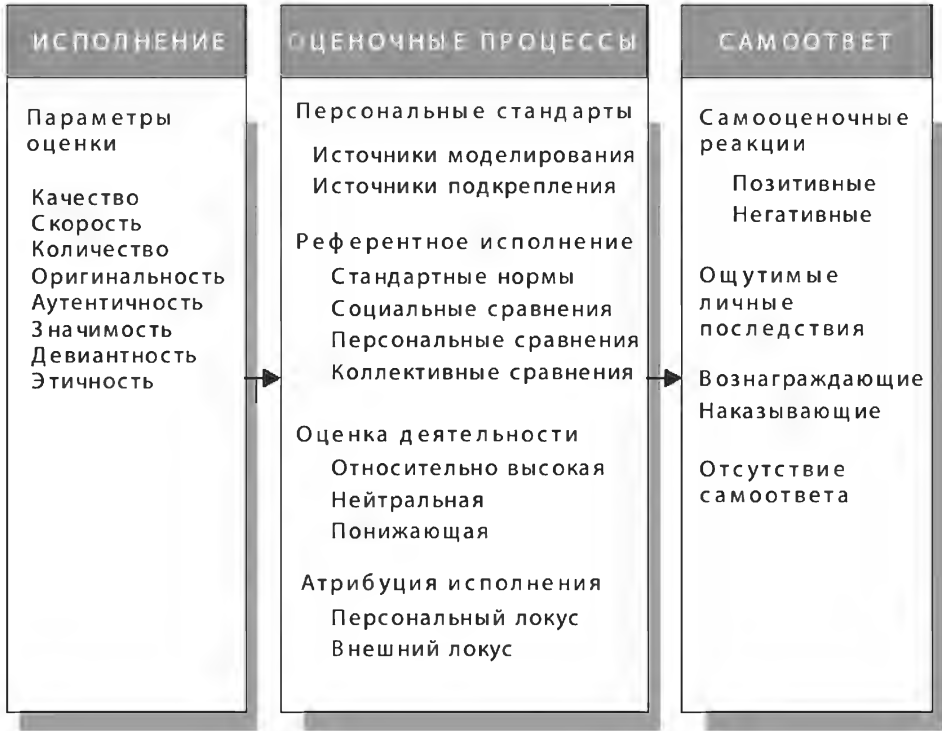 ИСПОЛНЕНИЕ
Параметры
оценки
Качество
Скорость
Количество
Оригинальность
Аутентичность
Значимость
Девиантность
Этичность
ОЦЕНОЧНЫЕ ПРОЦЕССЫ
Персональные стандарты
Источники моделирования
Источники подкрепления
Референтное исполнение
Стандартные нормы
Социальные сравнения
Персональные сравнения
Коллективные сравнения
Оценка деятельности
Относительно высокая
Нейтральная
Понижающая
Атрибуция исполнения
Персональный локус
Внешний локус
САМООТВЕТ
Самооценочные
реакции
Позитивные
Негативные
Ощутимые
личные
последствия
Вознаграждающие
Наказывающие
Отсутствие
самоответа